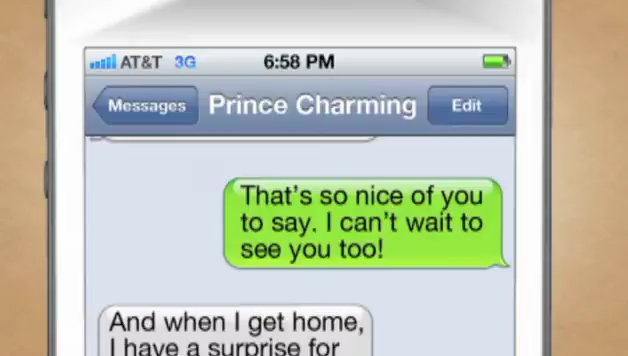 AT&T 3G 6:58 PM
Messages Prince Charming Edit
That's so nice of you
to say. I can't wait to
see you too!
And when I get home,
I have a surprise for